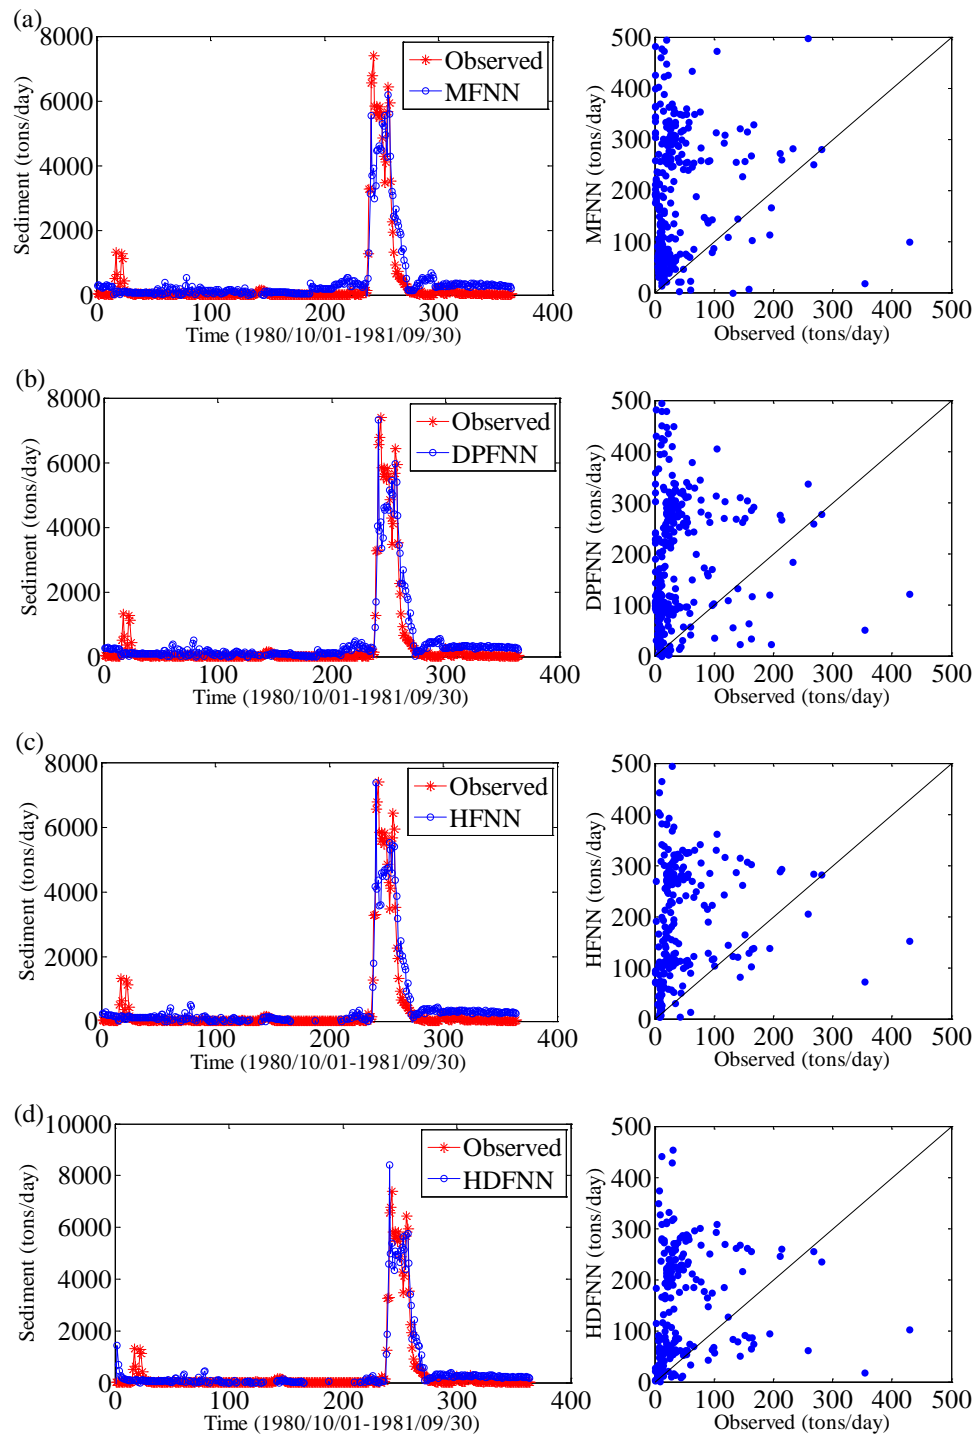 (a)
8000
6000
4000
2000
0
Sediment (tons/day)
Observed
MFNN
0 100 200 300 400
Time (1980/10/01-1981/09/30)
500
400
300
200
100
0
MFNN (tons/day)
0 100 200 300 400 500
Observed (tons/day)
(b)
8000
6000
4000
2000
0
Sediment (tons/day)
Observed
DPFNN
0 100 200 300 400
Time (1980/10/01-1981/09/30)
500
400
300
200
100
0
DPFNN (tons/day)
0 100 200 300 400 500
Observed (tons/day)
(c)
8000
6000
4000
2000
0
Sediment (tons/day)
Observed
HFNN
0 100 200 300 400
Time (1980/10/01-1981/09/30)
500
400
300
200
100
0
HFNN (tons/day)
0 100 200 300 400 500
Observed (tons/day)
(d)
10000
8000
6000
4000
2000
0
Sediment (tons/day)
Observed
HDFNN
0 100 200 300 400
Time (1980/10/01-1981/09/30)
500
400
300
200
100
0
HDFNN (tons/day)
0 100 200 300 400 500
Observed (tons/day)